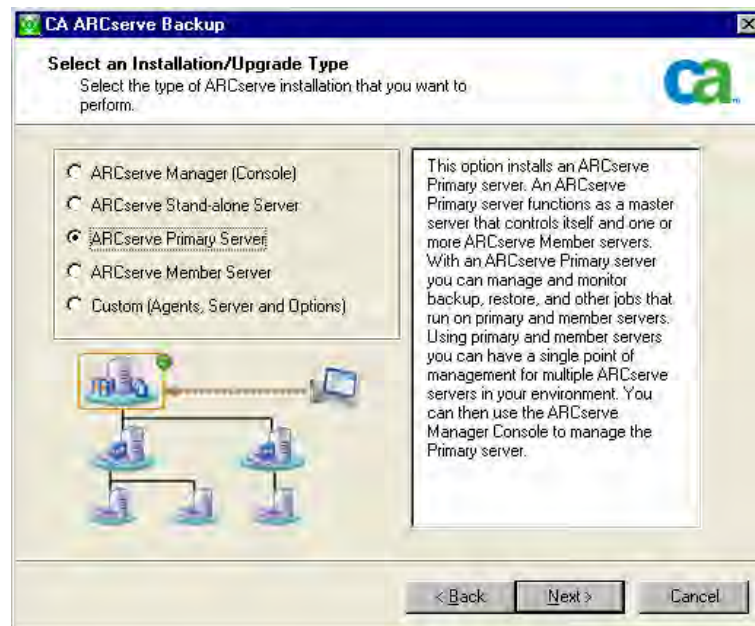 CA ARCserve Backup
Select an Installation/Upgrade Type
Select the type of ARCserve installation that you want to
perform.
ca
ARCserve Manager (Console)
ARCserve Stand-alone Server
ARCserve Primary Server
ARCserve Member Server
Custom (Agents, Server and Options)
This option installs an ARCserve
Primary server. An ARCserve
Primary server functions as a master
server that controls itself and one or
more ARCserve Member servers.
With an ARCserve Primary server
you can manage and monitor
backup, restore, and other jobs that
run on primary and member servers.
Using primary and member servers
you can have a single point of
management for multiple ARCserve
servers in your environment. You
can then use the ARCserve
Manager Console to manage the
Primary server.
< Back
Next >
Cancel